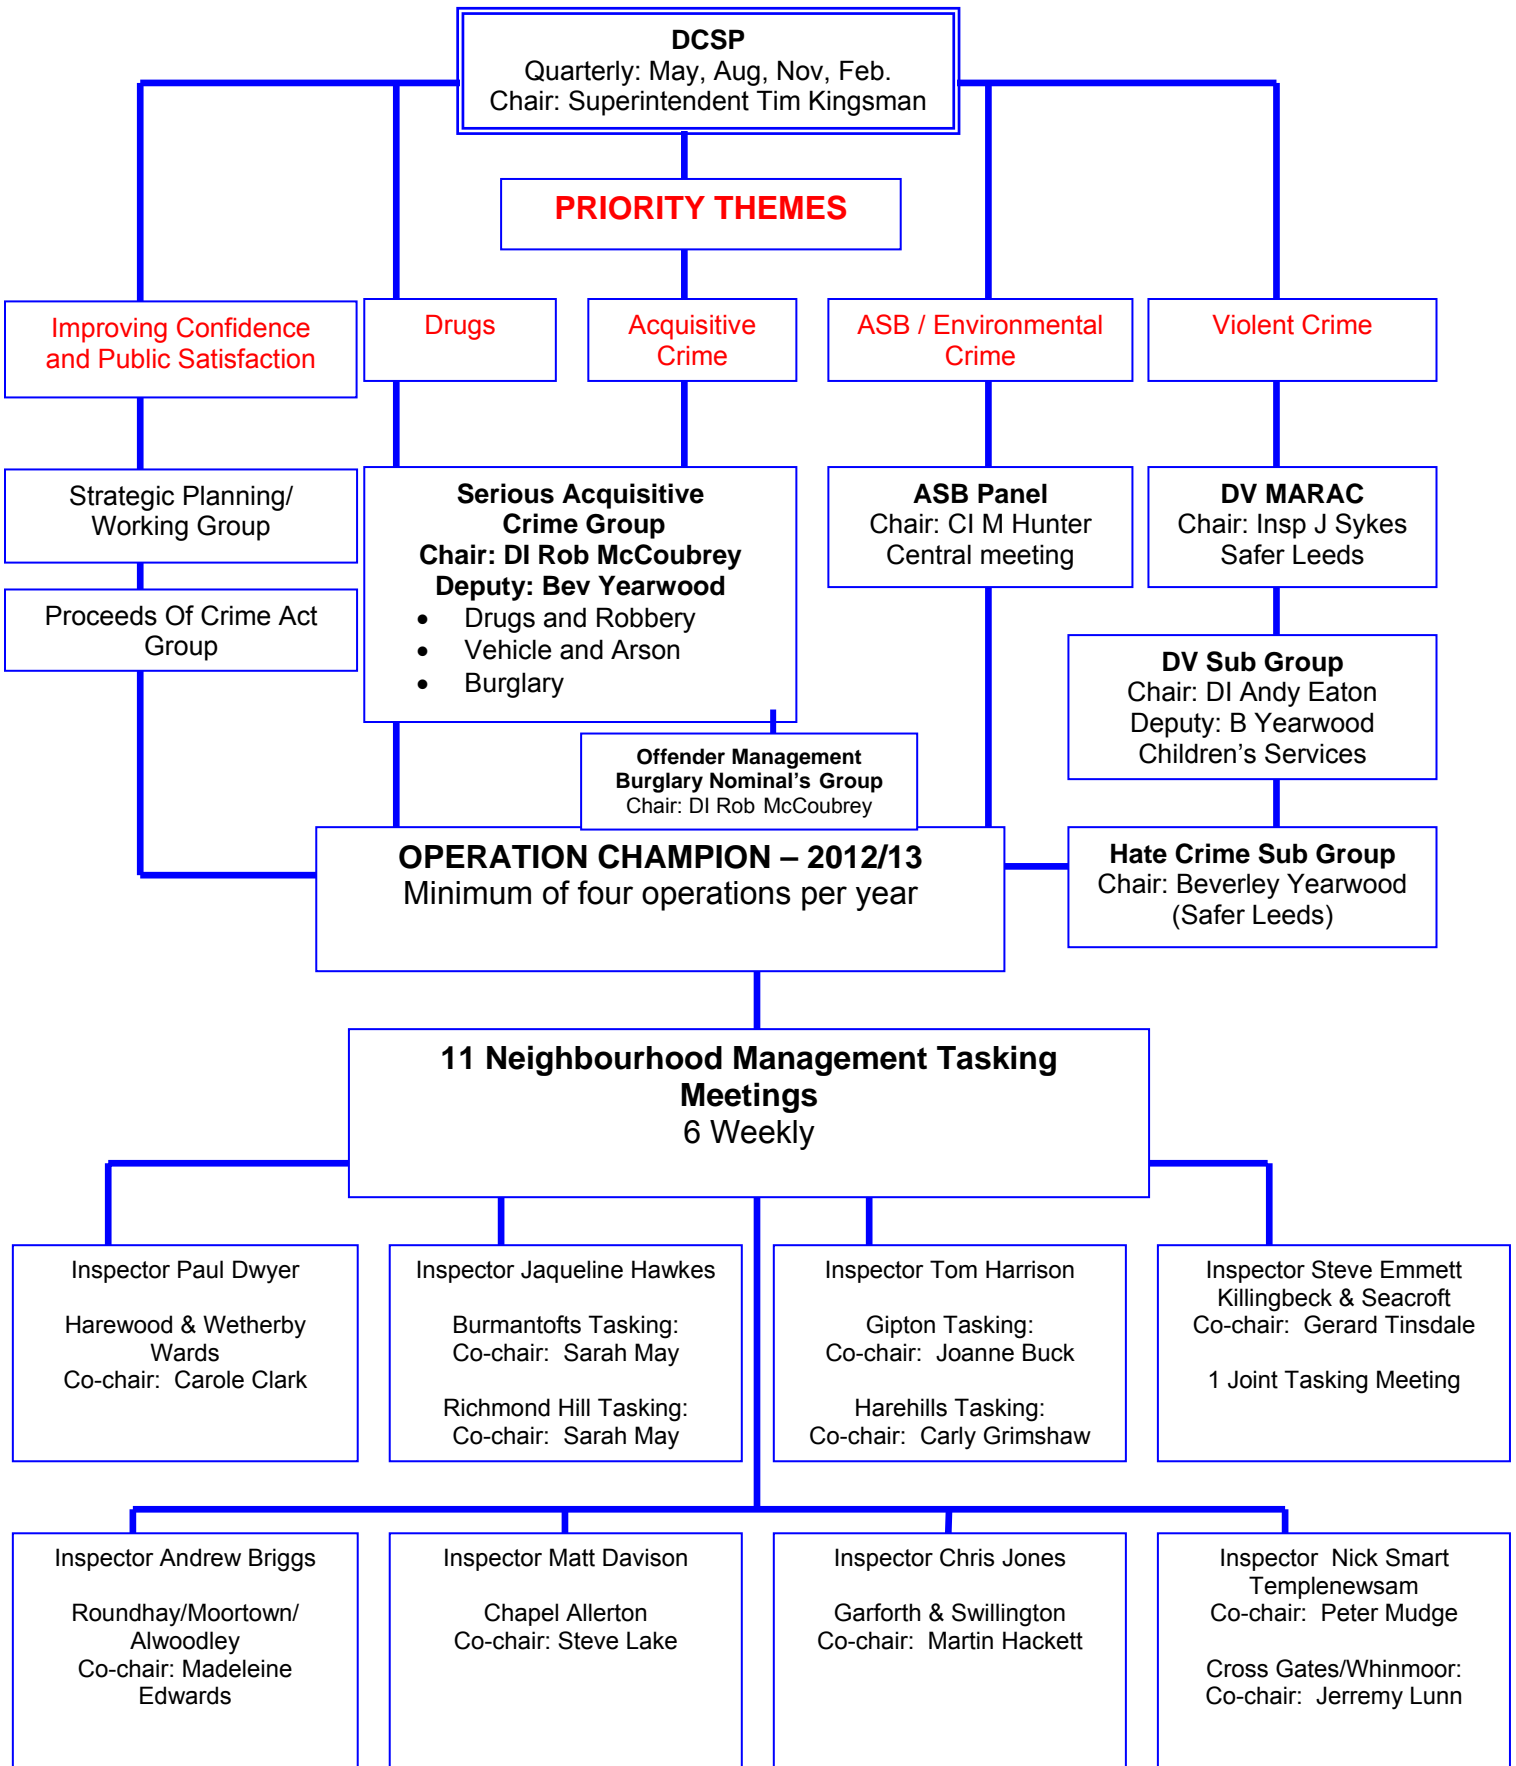 DCSP
Quarterly: May, Aug, Nov, Feb.
Chair: Superintendent Tim Kingsman
PRIORITY THEMES
Improving Confidence
and Public Satisfaction
Drugs
Acquisitive
Crime
ASB / Environmental
Crime
Violent Crime
Strategic Planning/
Working Group
Proceeds Of Crime Act
Group
Serious Acquisitive
Crime Group
Chair: DI Rob McCoubrey
Deputy: Bev Yearwood
• Drugs and Robbery
• Vehicle and Arson
• Burglary
ASB Panel
Chair: CI M Hunter
Central meeting
DV MARAC
Chair: Insp J Sykes
Safer Leeds
DV Sub Group
Chair: DI Andy Eaton
Deputy: B Yearwood
Children's Services
Offender Management
Burglary Nominal's Group
Chair: DI Rob McCoubrey
OPERATION CHAMPION – 2012/13
Minimum of four operations per year
Hate Crime Sub Group
Chair: Beverley Yearwood
(Safer Leeds)
11 Neighbourhood Management Tasking
Meetings
6 Weekly
Inspector Paul Dwyer
Harewood & Wetherby
Wards
Co-chair: Carole Clark
Inspector Jaqueline Hawkes
Burmantofts Tasking:
Co-chair: Sarah May
Richmond Hill Tasking:
Co-chair: Sarah May
Inspector Tom Harrison
Gipton Tasking:
Co-chair: Joanne Buck
Harehills Tasking:
Co-chair: Carly Grimshaw
Inspector Steve Emmett
Killingbeck & Seacroft
Co-chair: Gerard Tinsdale
1 Joint Tasking Meeting
Inspector Andrew Briggs
Roundhay/Moortown/
Alwoodley
Co-chair: Madeleine
Edwards
Inspector Matt Davison
Chapel Allerton
Co-chair: Steve Lake
Inspector Chris Jones
Garforth & Swillington
Co-chair: Martin Hackett
Inspector Nick Smart
Templenewsam
Co-chair: Peter Mudge
Cross Gates/Whinmoor:
Co-chair: Jerremy Lunn